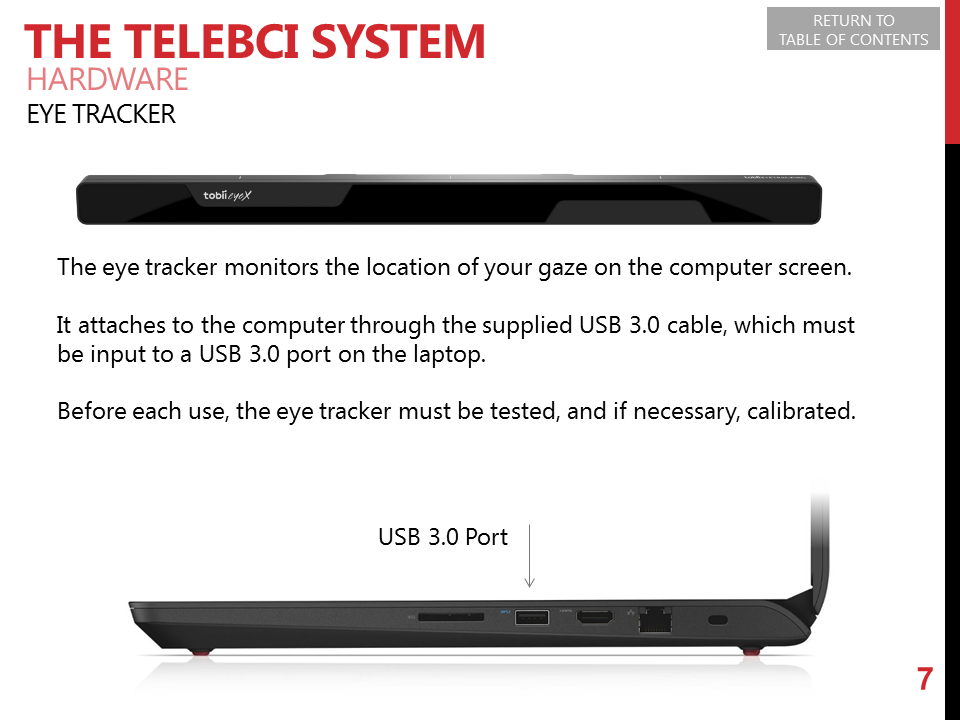 THE TELEBCI SYSTEM
RETURN TO
TABLE OF CONTENTS
HARDWARE
EYE TRACKER
tobii eyeX
The eye tracker monitors the location of your gaze on the computer screen.
It attaches to the computer through the supplied USB 3.0 cable, which must
be input to a USB 3.0 port on the laptop.
Before each use, the eye tracker must be tested, and if necessary, calibrated.
USB 3.0 Port
7